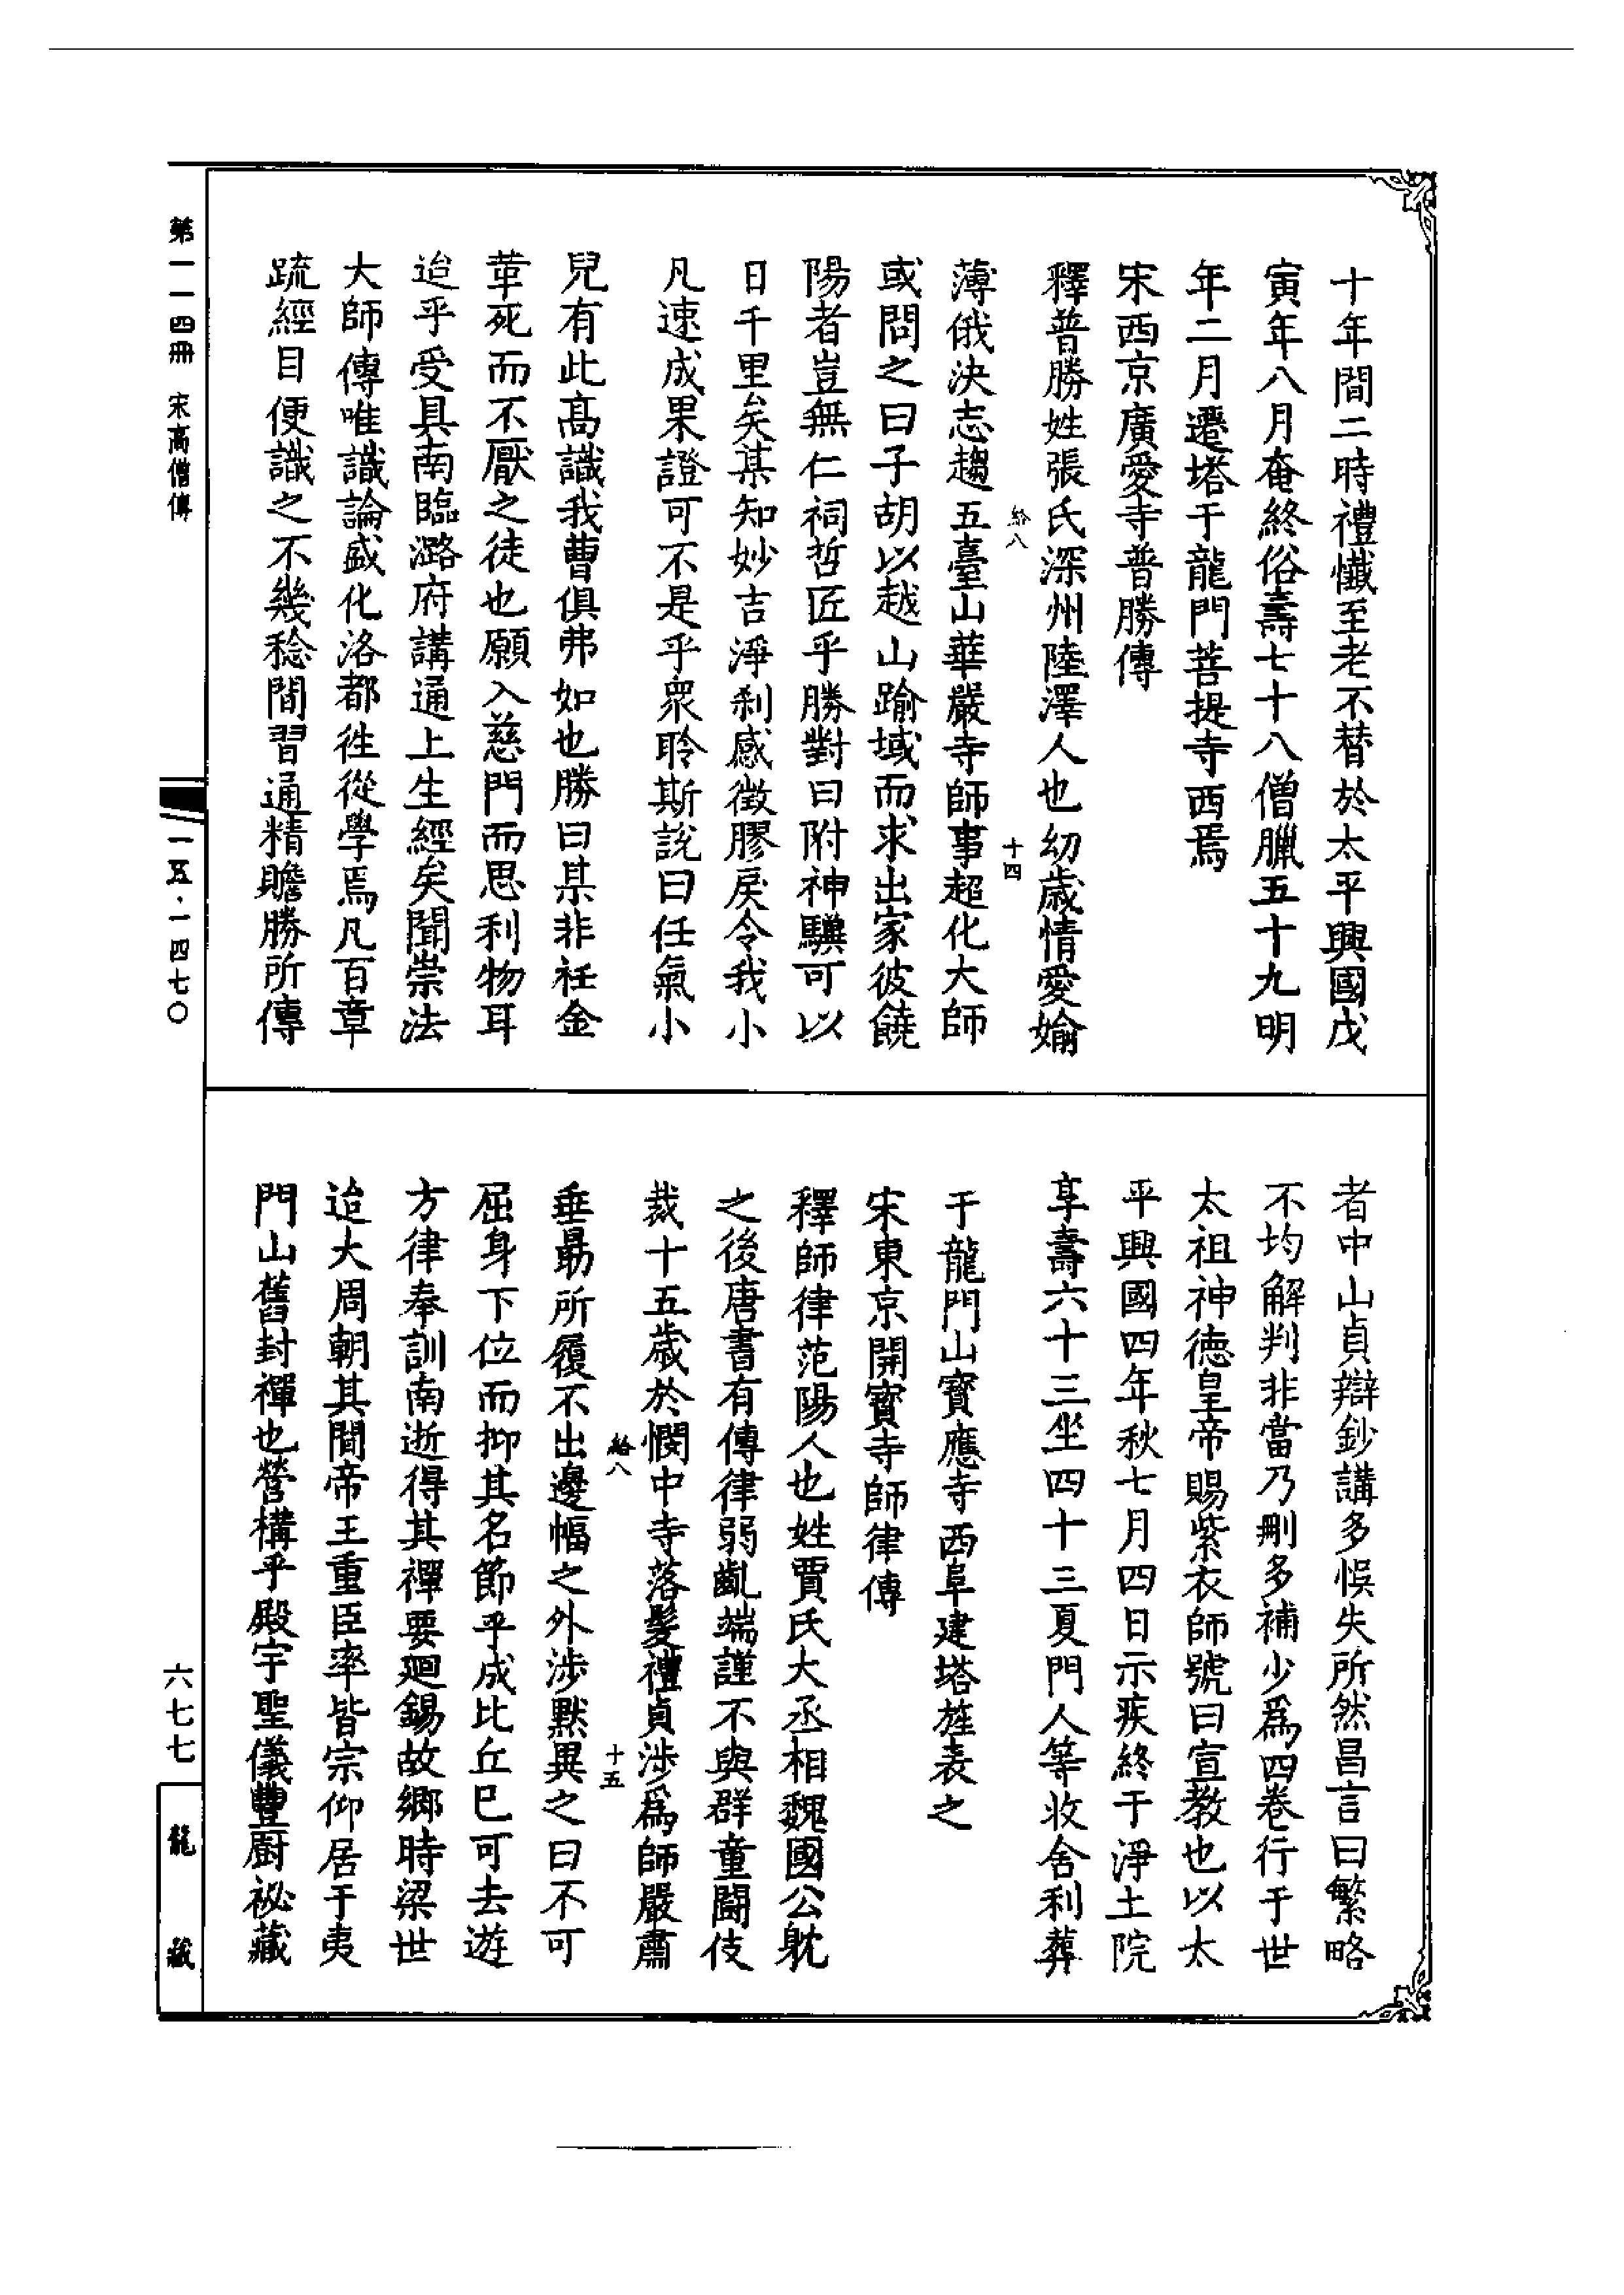 十年間二時禮懺至老不替於太平興國戊
寅年八月奄終俗壽七十八僧臘五十九明
年二月遷塔于龍門菩提寺西焉
宋西京廣愛寺普勝傳
釋普勝姓張氏深州陸澤人也幼歲情愛媮
給八
十四
薄俄決志趨五臺山華嚴寺師事超化大師
或問之曰子胡以越山踰域而求出家彼饒
陽者豈無仁祠哲匠乎勝對曰附神驥可以
日千里矣某知妙吉淨剎感徵膠戾令我小
凡速成果證可不是乎衆聆斯說曰任氣小
兒有此高識我曹俱弗如也勝曰某非衽金
革死而不厭之徒也願入慈門而思利物耳
迨乎受具南臨潞府講通上生經矣聞崇法
大師傳唯識論盛化洛都徃從學焉凡百章
疏經目便識之不幾稔間習通精贍勝所傳
者中山貞辯鈔講多悞失所然昌言曰繁略
不均解判非當乃刪多補少爲四卷行于世
太祖神德皇帝賜紫衣師號曰宣教也以太
平興國四年秋七月四日示疾終于淨土院
享壽六十三坐四十三夏門人等收舍利葬
于龍門山寳應寺西阜建塔旌表之
宋東京開寳寺師律傳
釋師律范陽人也姓賈氏大丞相魏國公躭
之後唐書有傳律弱齓端謹不與群童鬪伎
裁十五歲於憫中寺落髮禮貞涉爲師嚴肅
給八
十五
垂勗所履不出邊幅之外涉默異之曰不可
屈身下位而抑其名節乎成比丘巳可去遊
方律奉訓南逝得其禪要廻錫故鄉時梁世
迨大周朝其間帝王重臣率皆宗仰居于夷
門山舊封禪也營構乎殿宇聖儀豐厨祕藏
第一一四冊 宋高僧傳
一五·一四七〇
六七七
龍藏